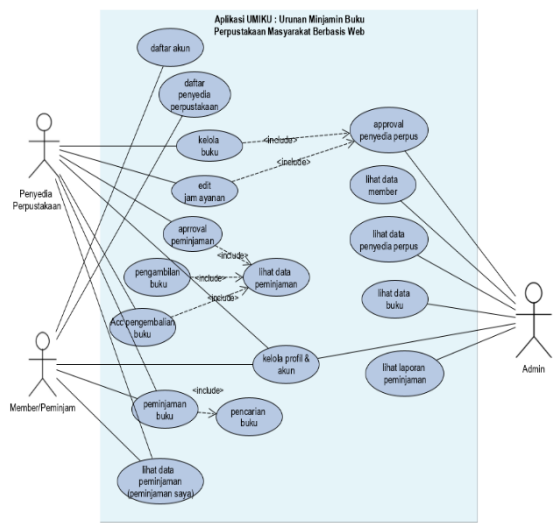 Aplikasi UMIKU : Urunan Minjamin Buku
Perpustakaan Masyarakat Berbasis Web
daftar akun
daftar
penyedia
perpustakaan
kelola
buku
<include>
approval
penyedia perpus
edit
jam ayanan
<include>
lihat data
member
Penyedia
Perpustakaan
aprroval
peminjaman
<include>
lihat data
penyedia perpus
pengambilan
buku
<include>
lihat data
peminjaman
<include>
lihat data
buku
Acc pengembalian
buku
kelola profil &
akun
lihat laporan
peminjaman
Admin
Member/Peminjam
peminjaman
buku
<include>
pencarian
buku
lihat data
peminjaman
(peminjaman saya)